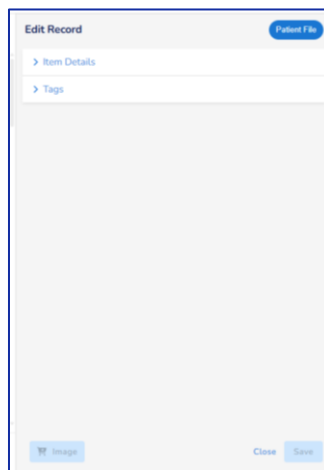 Edit Record
Patient File
Item Details
Tags
Image
Close
Save